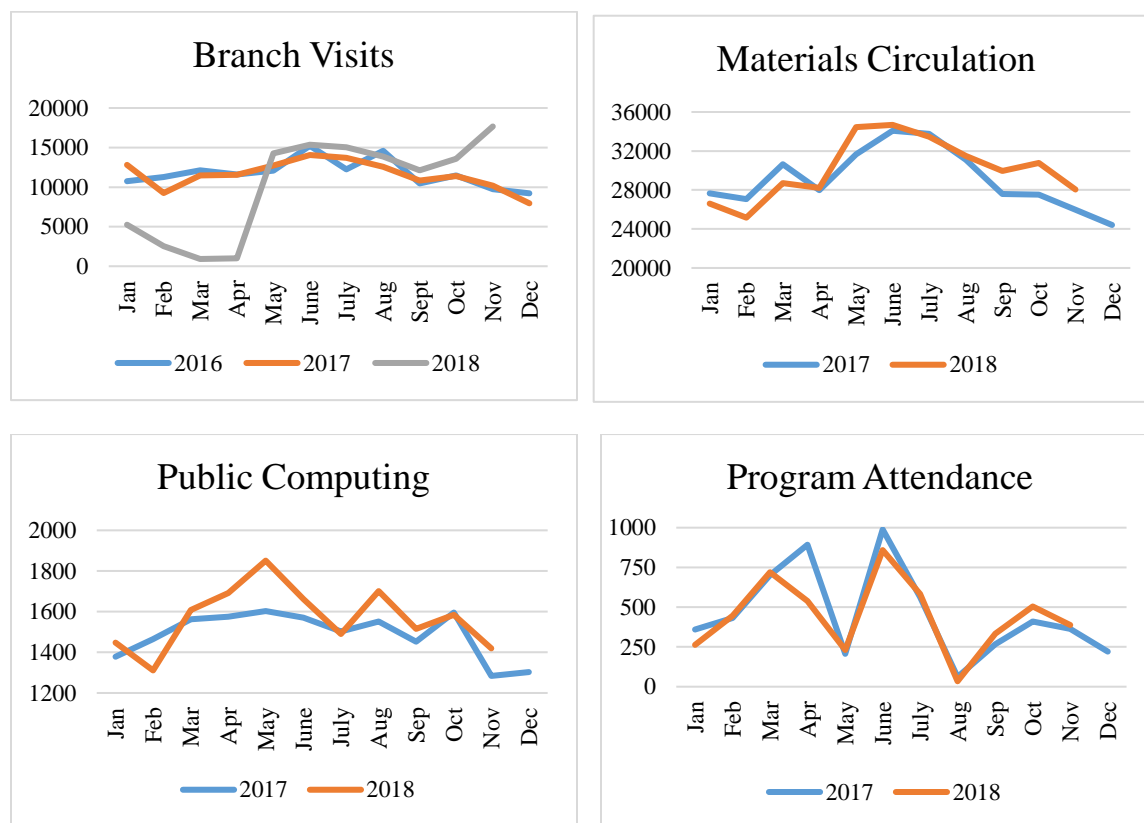 Branch Visits
20000
15000
10000
5000
0
Jan
Feb
Mar
Apr
May
June
July
Aug
Sept
Oct
Nov
Dec
2016 2017 2018
Materials Circulation
36000
32000
28000
24000
20000
Jan
Feb
Mar
Apr
May
June
July
Aug
Sep
Oct
Nov
Dec
2017 2018
Public Computing
2000
1800
1600
1400
1200
Jan
Feb
Mar
Apr
May
June
July
Aug
Sep
Oct
Nov
Dec
2017 2018
Program Attendance
1000
750
500
250
0
Jan
Feb
Mar
Apr
May
June
July
Aug
Sep
Oct
Nov
Dec
2017 2018